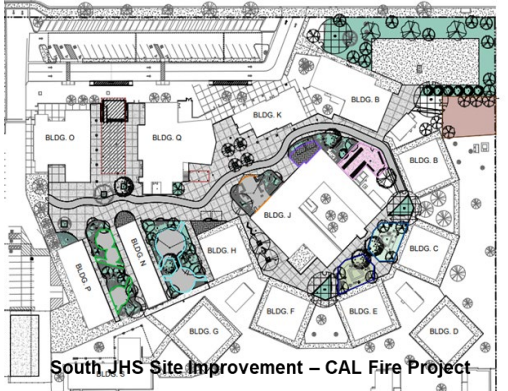 BLDG. B
BLDG. K
BLDG. O
BLDG. Q
BLDG. B
BLDG. J
BLDG. H
BLDG. C
BLDG. N
BLDG. P
BLDG. F
BLDG. E
BLDG. G
BLDG. D
South JHS Site Improvement – CAL Fire Project